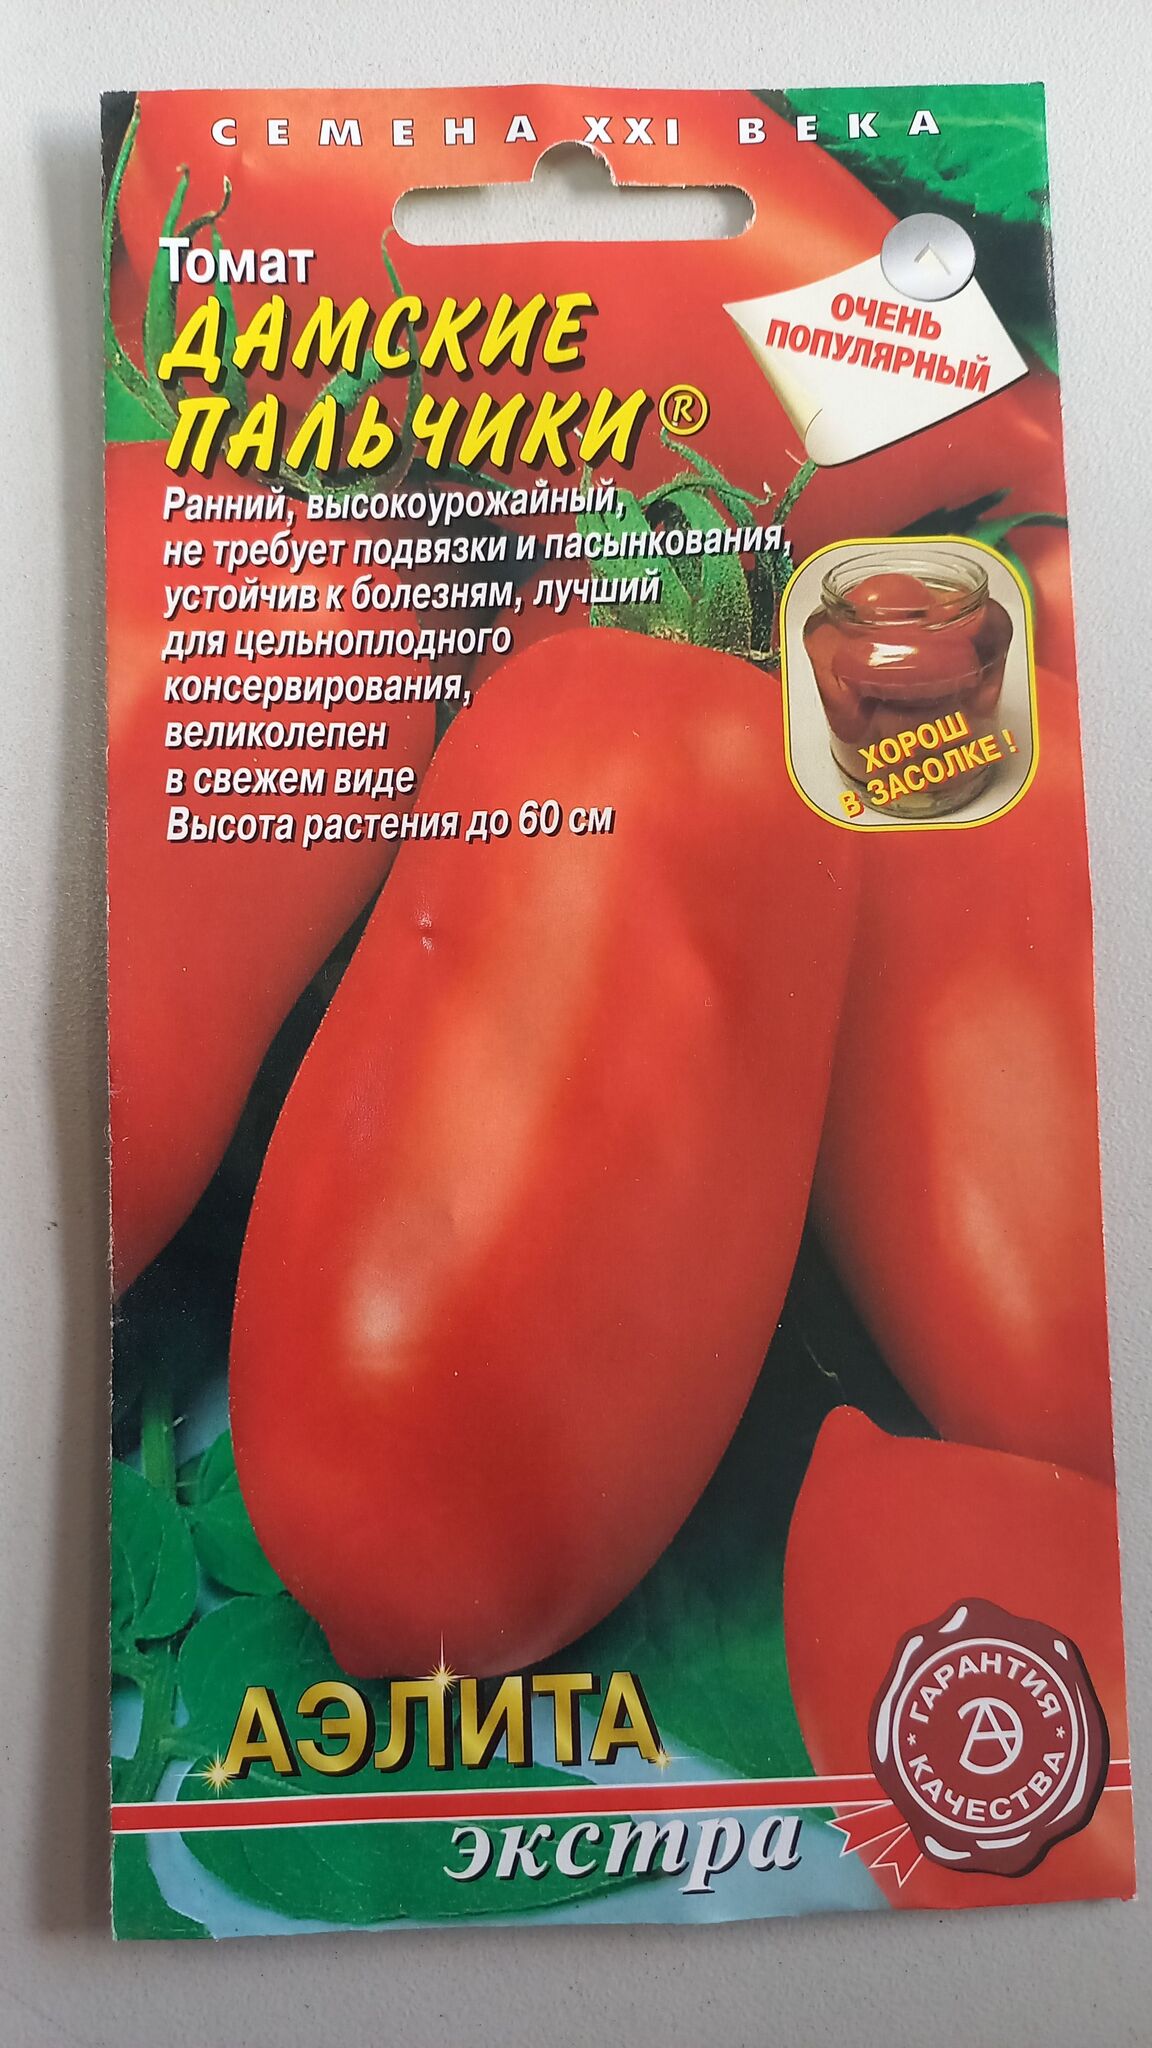 СЕМЕНА XXI ВЕКА
Томат
ДАМСКИЕ
ПАЛЬЧИКИ®
ОЧЕНЬ
ПОПУЛЯРНЫЙ
Ранний, высокоурожайный,
не требует подвязки и пасынкования,
устойчив к болезням, лучший
для цельноплодного
консервирования,
великолепен
в свежем виде
Высота растения до 60 см
ХОРОШ
В ЗАСОЛКЕ!
АЭЛИТА
экстра
* ГАРАНТИЯ *
КАЧЕСТВА